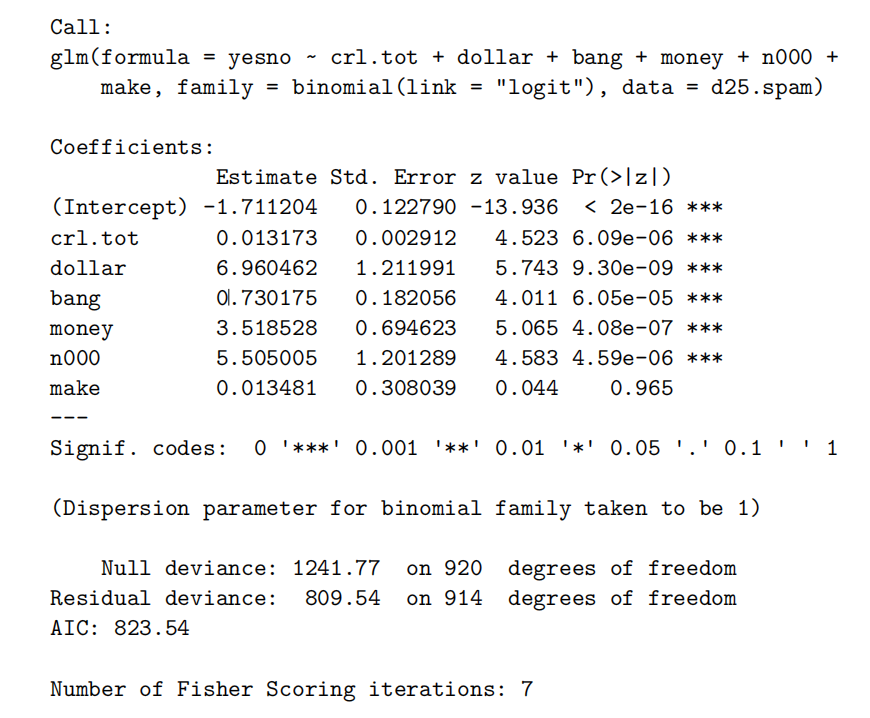 Call:
glm(formula = yesno ~ crl.tot + dollar + bang + money + n000 +
    make, family = binomial(link = "logit"), data = d25.spam)

Coefficients:
             Estimate Std. Error z value Pr(>|z|)
(Intercept) -1.711204   0.122790 -13.936  < 2e-16 ***
crl.tot      0.013173   0.002912   4.523 6.09e-06 ***
dollar       6.960462   1.211991   5.743 9.30e-09 ***
bang         0.730175   0.182056   4.011 6.05e-05 ***
money        3.518528   0.694623   5.065 4.08e-07 ***
n000         5.505005   1.201289   4.583 4.59e-06 ***
make         0.013481   0.308039   0.044    0.965
---
Signif. codes:  0 '***' 0.001 '**' 0.01 '*' 0.05 '.' 0.1 ' ' 1

(Dispersion parameter for binomial family taken to be 1)

    Null deviance: 1241.77  on 920  degrees of freedom
Residual deviance:  809.54  on 914  degrees of freedom
AIC: 823.54

Number of Fisher Scoring iterations: 7